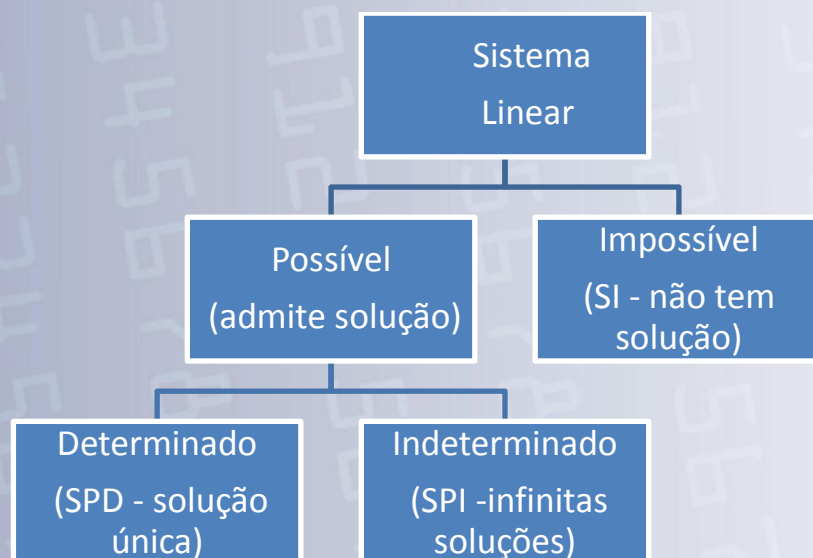 Sistema
Linear
Possível
(admite solução)
Impossível
(SI - não tem
solução)
Determinado
(SPD - solução
única)
Indeterminado
(SPI -infinitas
soluções)